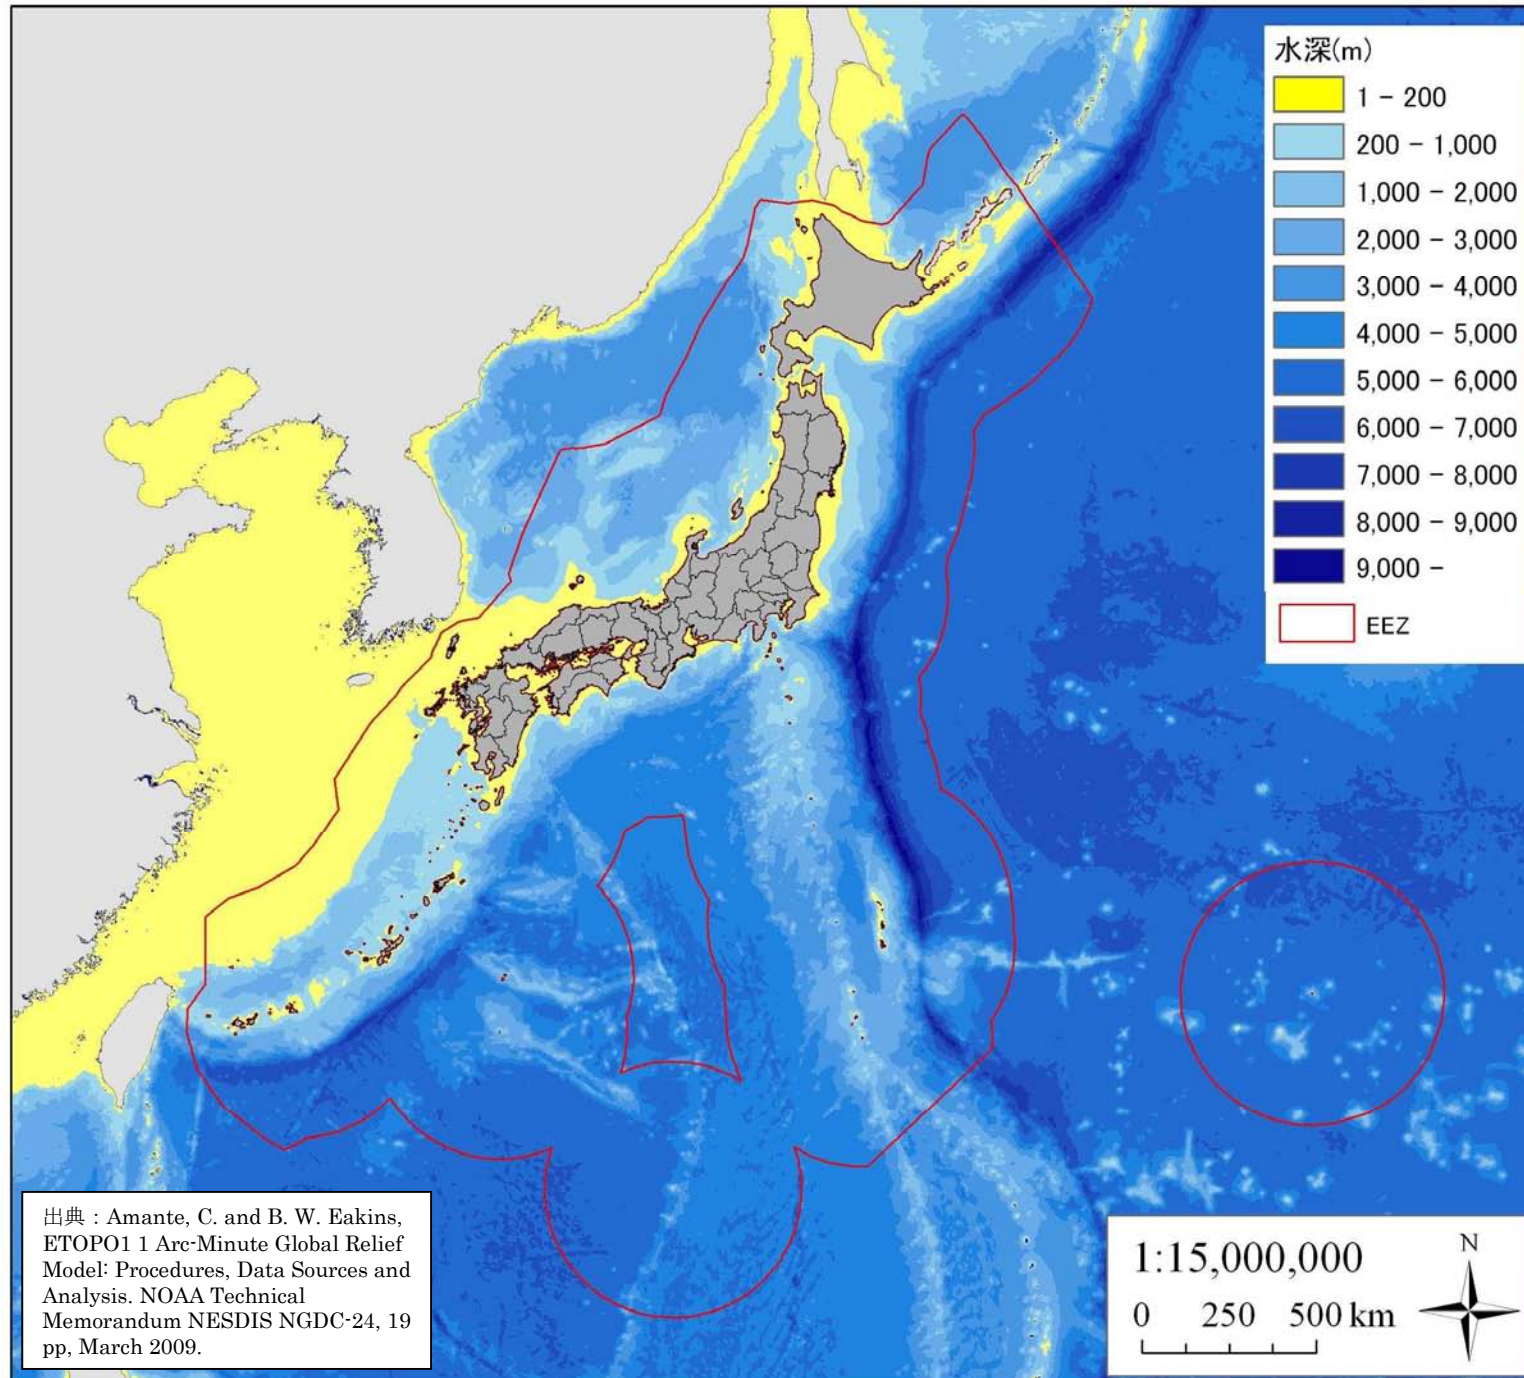 水深(m)
1 - 200
200 - 1,000
1,000 - 2,000
2,000 - 3,000
3,000 - 4,000
4,000 - 5,000
5,000 - 6,000
6,000 - 7,000
7,000 - 8,000
8,000 - 9,000
9,000 -
EEZ
出典：Amante, C. and B. W. Eakins,
ETOPO1 1 Arc-Minute Global Relief
Model: Procedures, Data Sources and
Analysis. NOAA Technical
Memorandum NESDIS NGDC-24, 19
pp, March 2009.
1:15,000,000
0 250 500 km
N